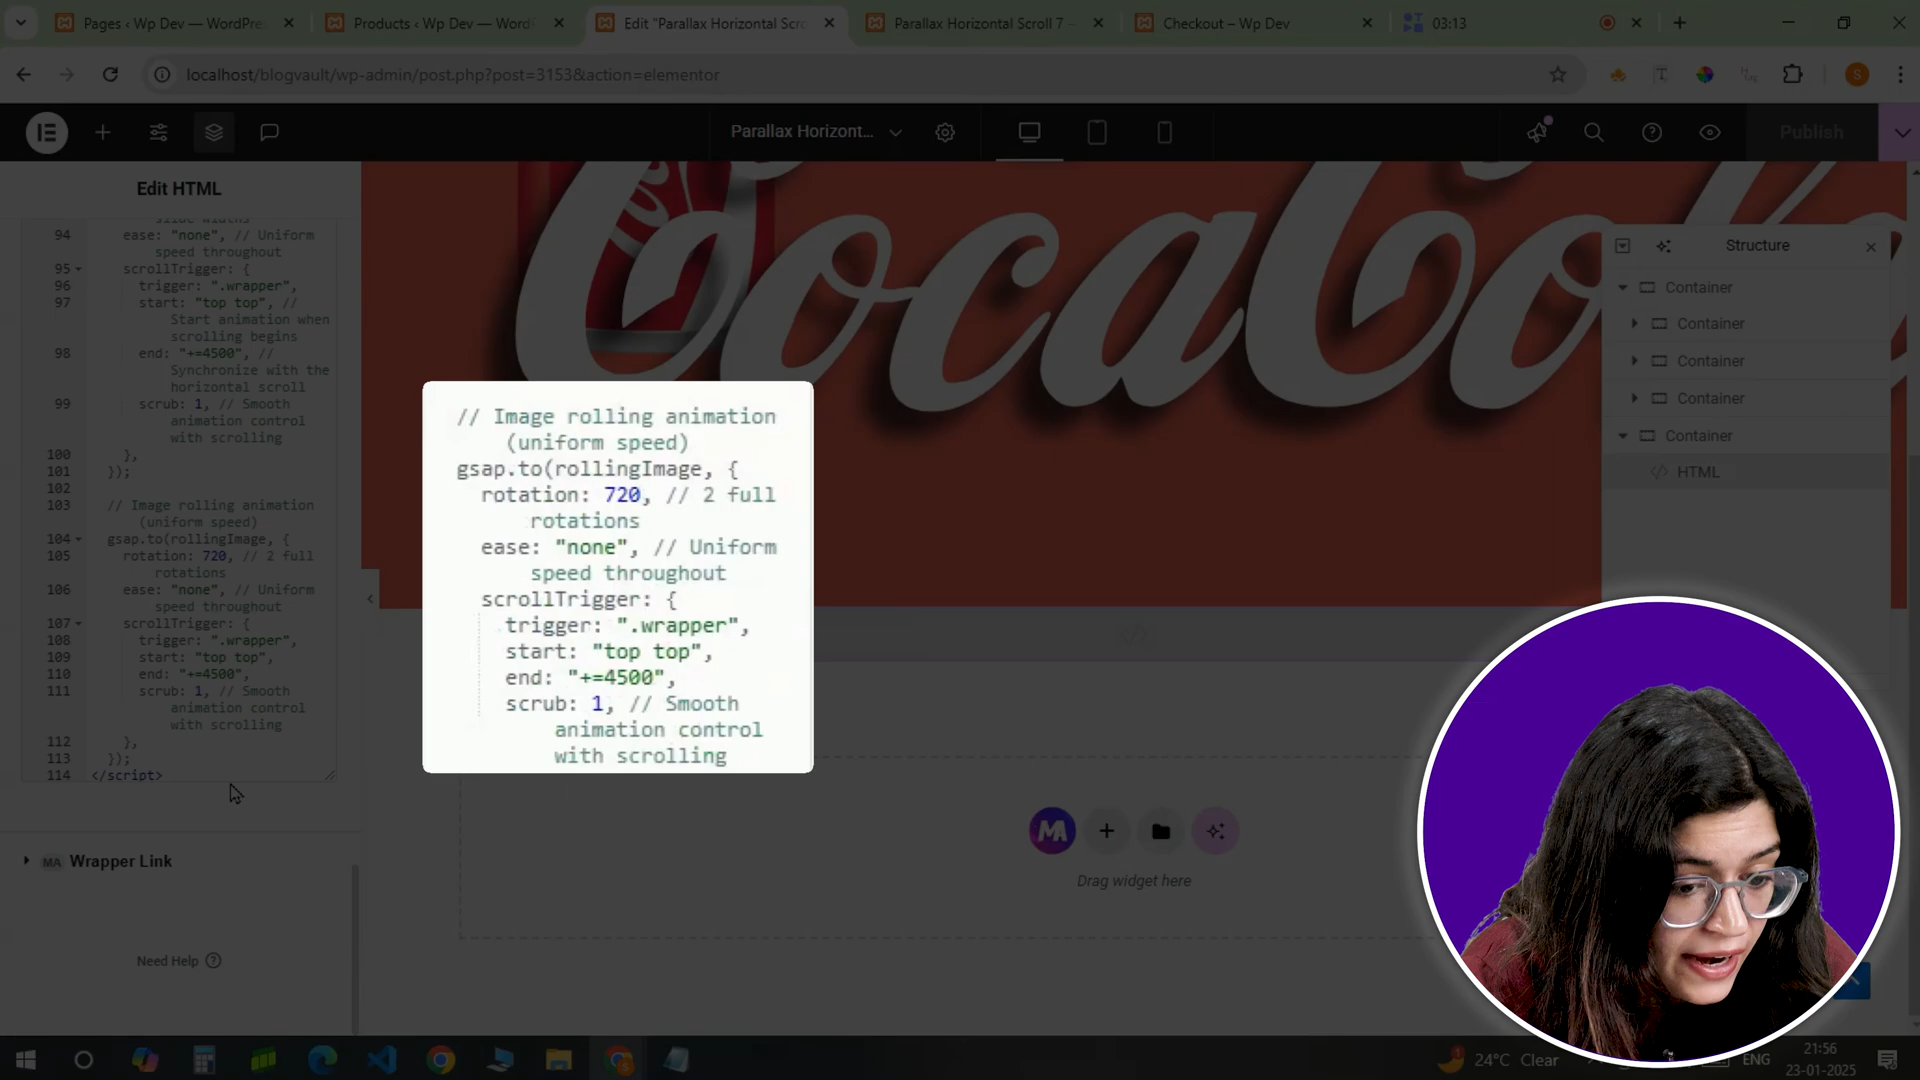 Pages ‹ Wp Dev — WordPre
Products ‹ Wp Dev — Word
Edit "Parallax Horizontal Scro
Parallax Horizontal Scroll 7 –
Checkout – Wp Dev
03:13
localhost/blogvault/wp-admin/post.php?post=3153&action=elementor
S
Parallax Horizont...
Publish
Edit HTML
slide widths
94 ease: "none", // Uniform
speed throughout
95 scrollTrigger: {
96 trigger: ".wrapper",
97 start: "top top", //
Start animation when
scrolling begins
98 end: "+=4500", //
Synchronize with the
horizontal scroll
99 scrub: 1, // Smooth
animation control
with scrolling
100 },
101 });
102
103 // Image rolling animation
(uniform speed)
104 gsap.to(rollingImage, {
105 rotation: 720, // 2 full
rotations
106 ease: "none", // Uniform
speed throughout
107 scrollTrigger: {
108 trigger: ".wrapper",
109 start: "top top",
110 end: "+=4500",
111 scrub: 1, // Smooth
animation control
with scrolling
112 },
113 });
114 </script>
MA Wrapper Link
Need Help
CocaCola
// Image rolling animation
(uniform speed)
gsap.to(rollingImage, {
rotation: 720, // 2 full
rotations
ease: "none", // Uniform
speed throughout
scrollTrigger: {
trigger: ".wrapper",
start: "top top",
end: "+=4500",
scrub: 1, // Smooth
animation control
with scrolling
Structure
Container
Container
Container
Container
Container
</> HTML
Drag widget here
24°C Clear
ENG
21:56
23-01-2025